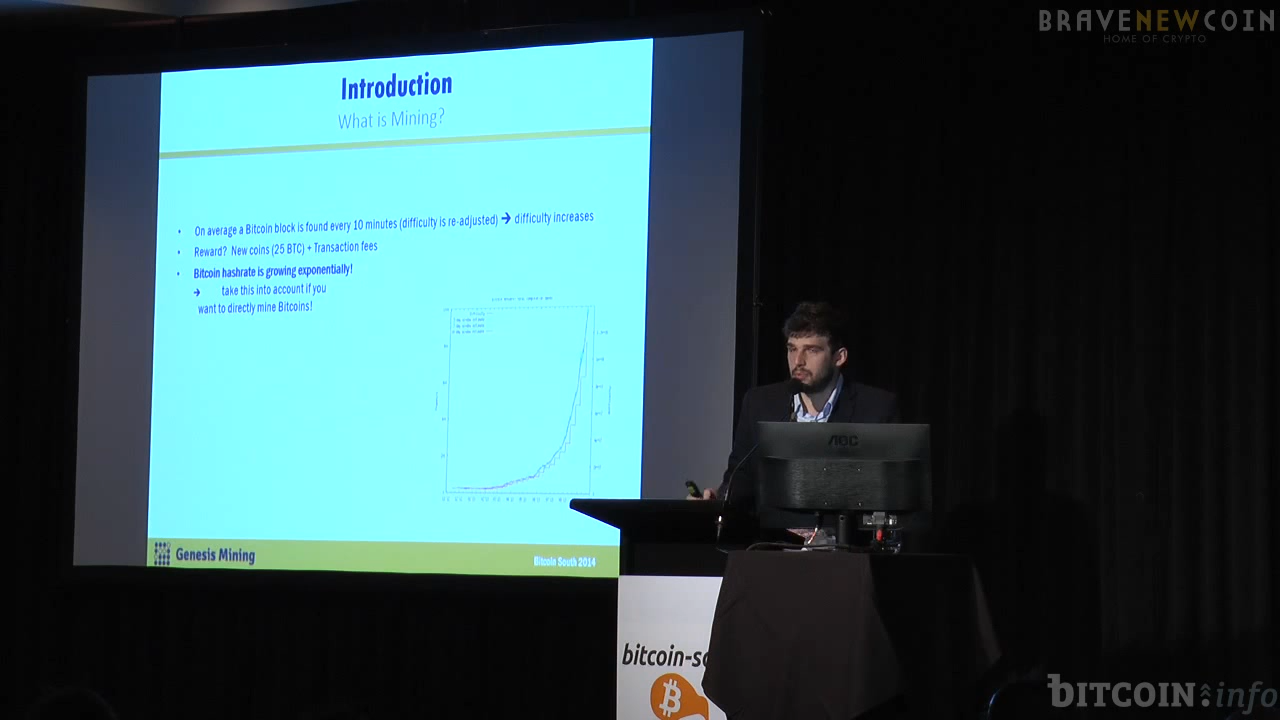 BRAVENEWCOIN
HOME OF CRYPTO
Introduction
What is Mining?
• On average a Bitcoin block is found every 10 minutes (difficulty is re-adjusted) → difficulty increases
• Reward? New coins (25 BTC) + Transaction fees
• Bitcoin hashrate is growing exponentially!
→ take this into account if you
want to directly mine Bitcoins!
Genesis Mining
Bitcoin South 2014
AOC
bitcoin-so
BITCOIN:info